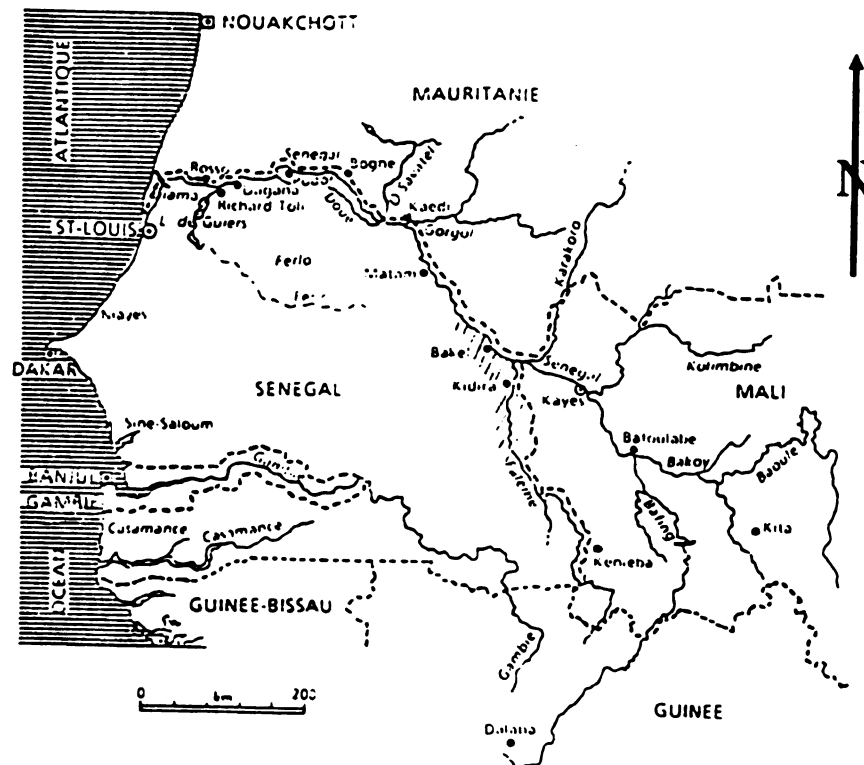 NOUAKCHOTT
ATLANTIQUE
MAURITANIE
N
Rosso
Senegal
Bogne
Dagana
Richard Toll
L de Guiers
ST-LOUIS
Kaedi
Gorgol
Karakoro
Ferlo
Matam
Niayes
DAKAR
Bakel
Senegal
Kolimbine
SENEGAL
Kidira
Kayes
MALI
Sine-Saloum
Bafoulabe
Bakoy
Baoule
BANJUL
Faleme
GAMBIE
Bafing
Kita
Casamance
Casamance
Kenieba
OCEAN
GUINEE-BISSAU
Gambie
GUINEE
0 km 200